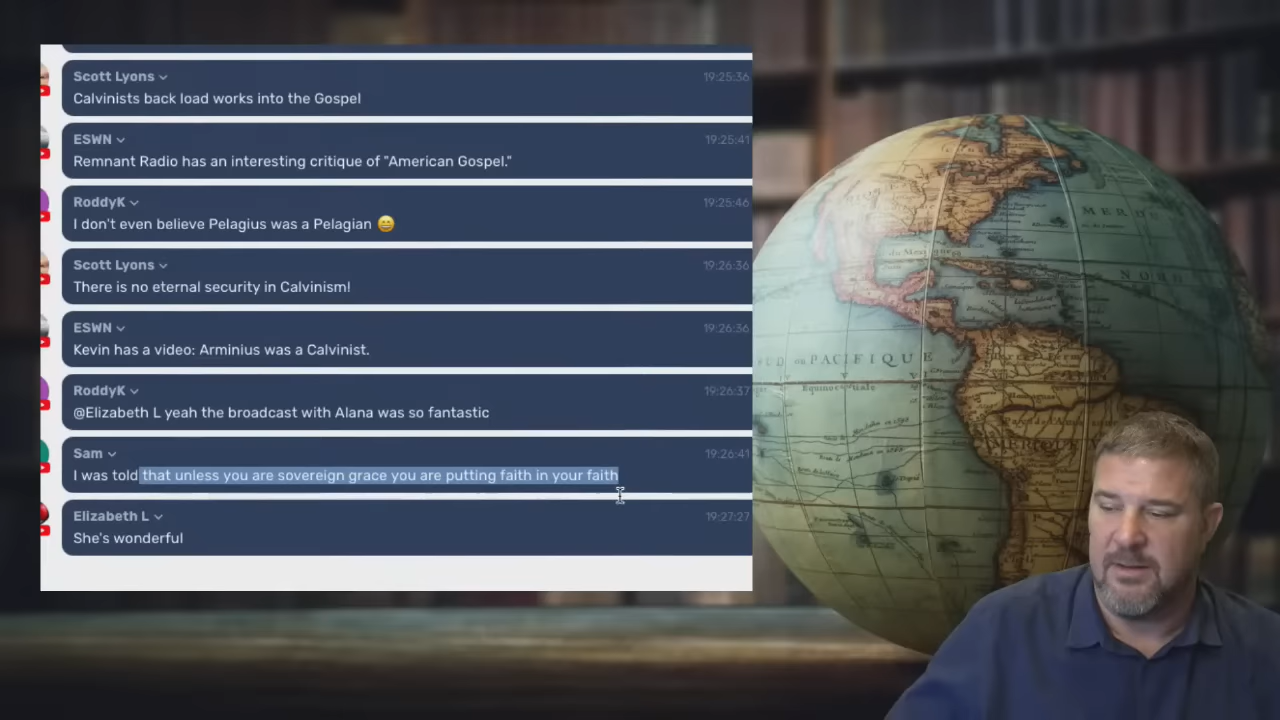 Scott Lyons
19:25:36
Calvinists back load works into the Gospel
ESWN
19:25:41
Remnant Radio has an interesting critique of "American Gospel."
RoddyK
19:25:46
I don't even believe Pelagius was a Pelagian 😄
Scott Lyons
19:26:36
There is no eternal security in Calvinism!
ESWN
19:26:36
Kevin has a video: Arminius was a Calvinist.
RoddyK
19:26:37
@Elizabeth L yeah the broadcast with Alana was so fantastic
Sam
19:26:41
I was told that unless you are sovereign grace you are putting faith in your faith
Elizabeth L
19:27:27
She's wonderful
MER DE
NORD
PACIFIQUE